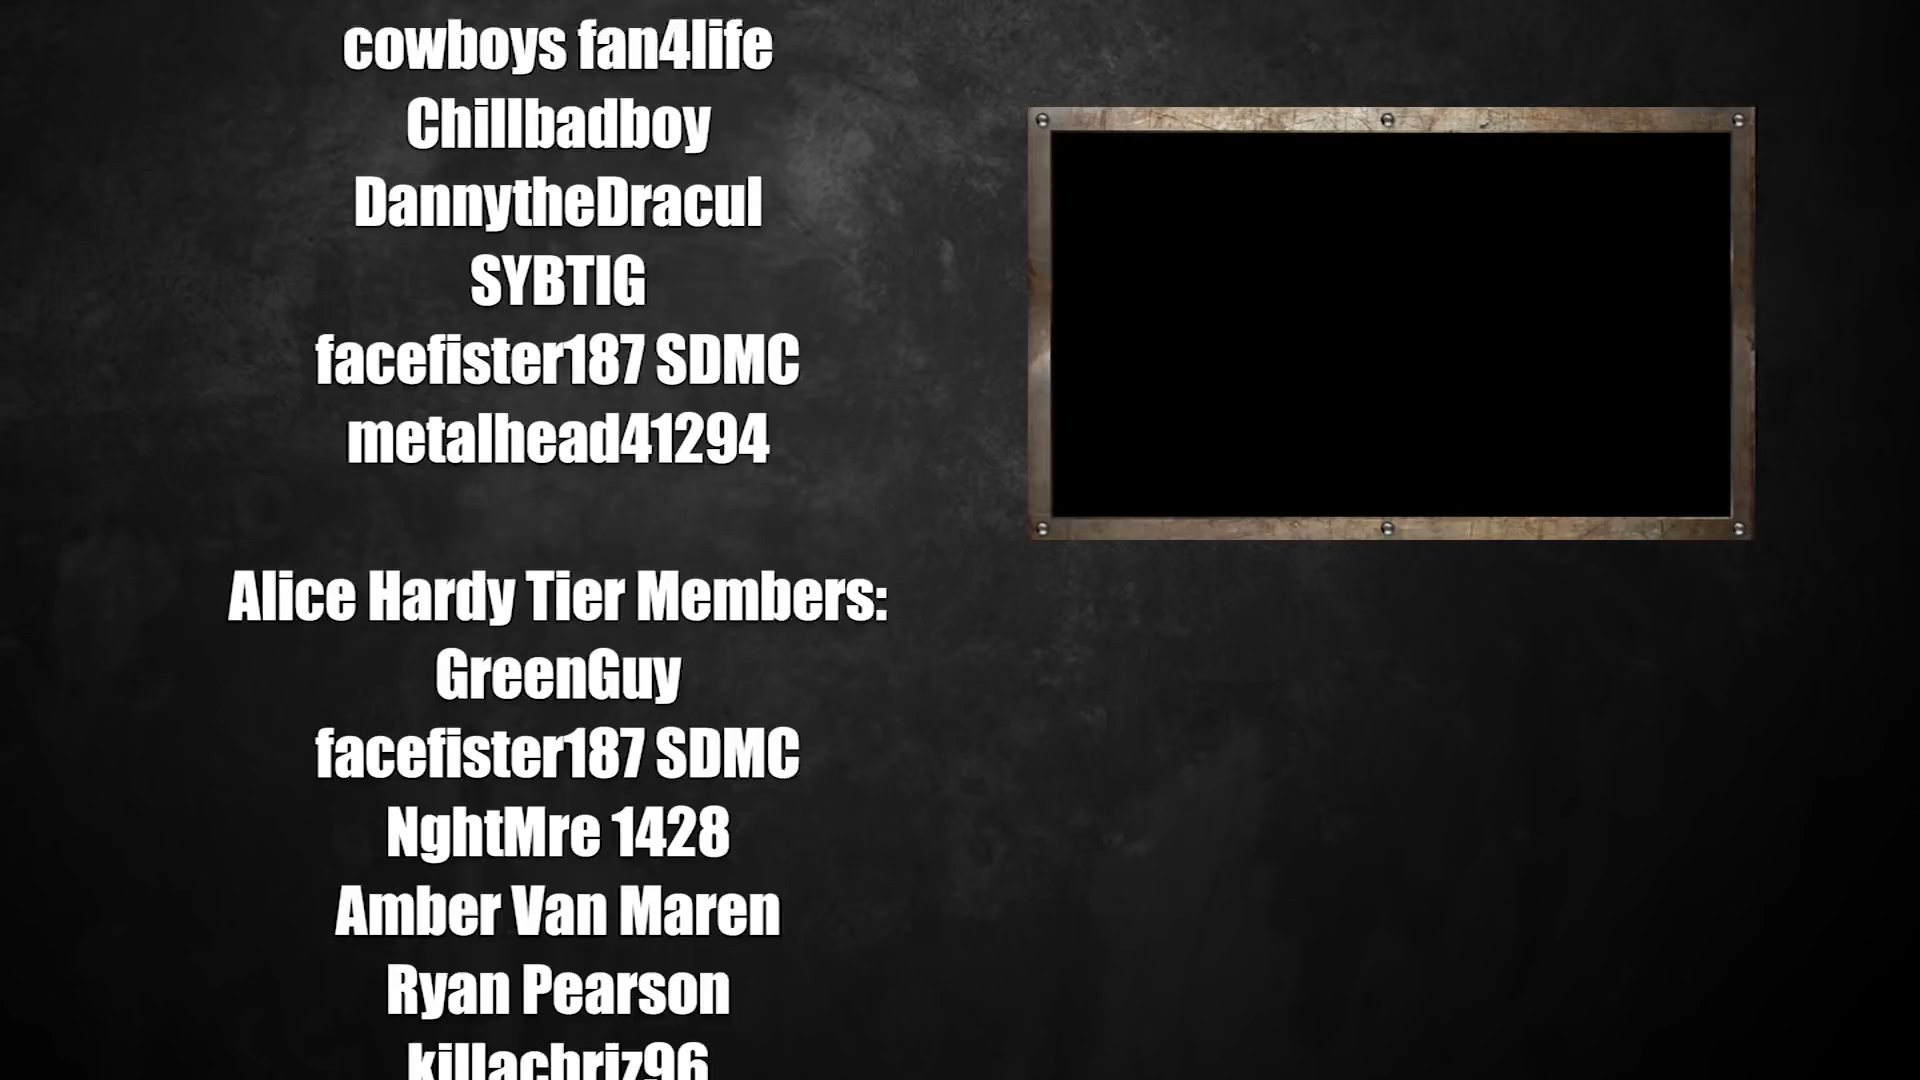 cowboys fan4life
Chillbadboy
DannytheDracul
SYBTIG
facefister187 SDMC
metalhead41294
Alice Hardy Tier Members:
GreenGuy
facefister187 SDMC
NghtMre 1428
Amber Van Maren
Ryan Pearson
killachriz96